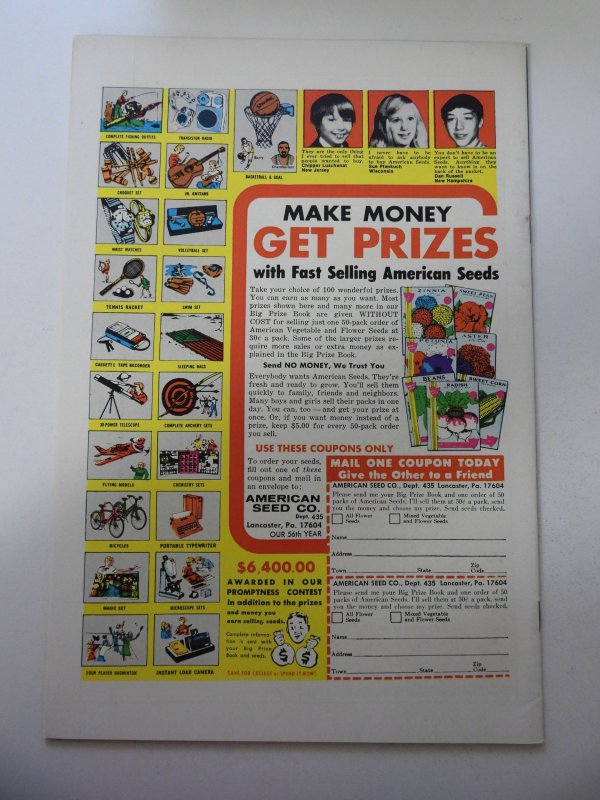 COMPLETE FISHING OUTFITS
TRANSISTOR RADIO
CROQUET SET
JR. GUITARS
WRIST WATCHES
VOLLEYBALL SET
TENNIS RACKET
SWIM SET
CASSETTE TAPE RECORDER
SLEEPING BAGS
30 POWER TELESCOPE
COMPLETE ARCHERY SETS
FLYING MODELS
CHEMISTRY SETS
BICYCLES
PORTABLE TYPEWRITER
MAGIC SET
MICROSCOPE SETS
FOUR PLAYER BADMINTON
INSTANT LOAD CAMERA
BASKETBALL & GOAL
They are the only thing
I ever tried to sell that
people wanted to buy.
Chipper Luschenat
New Jersey
I never have to be
afraid to ask anybody
to buy American Seeds.
Sue Pfankuch
Wisconsin
You don't have to be an
expert to sell American
Seeds. Anything they
want to know is on the
back of the packet.
Dan Russell
New Hampshire
MAKE MONEY
GET PRIZES
with Fast Selling American Seeds
Take your choice of 100 wonderful prizes.
You can earn as many as you want. Most
prizes shown here and many more in our
Big Prize Book are given WITHOUT
COST for selling just one 50-pack order of
American Vegetable and Flower Seeds at
30¢ a pack. Some of the larger prizes re-
quire more sales or extra money as ex-
plained in the Big Prize Book.
Send NO MONEY, We Trust You
Everybody wants American Seeds. They're
fresh and ready to grow. You'll sell them
quickly to family, friends and neighbors.
Many boys and girls sell their packs in one
day. You can, too — and get your prize at
once. Or, if you want money instead of a
prize, keep $5.00 for every 50-pack order
you sell.
ZINNIA
SWEET PEAS
PETUNIA
ASTER
BEANS
RADISH
SWEET CORN
USE THESE COUPONS ONLY
To order your seeds,
fill out one of these
coupons and mail in
an envelope to:
AMERICAN
SEED CO.
Dept. 435
Lancaster, Pa. 17604
OUR 56th YEAR
MAIL ONE COUPON TODAY
Give the Other to a Friend
AMERICAN SEED CO., Dept. 435 Lancaster, Pa. 17604
Please send me your Big Prize Book and one order of 50
packs of American Seeds. I'll sell them at 30¢ a pack, send
you the money and choose my prize. Send seeds checked.
All Flower
Seeds
Mixed Vegetable
and Flower Seeds
Name
Address
Town State Zip
Code
AMERICAN SEED CO., Dept. 435 Lancaster, Pa. 17604
Please send me your Big Prize Book and one order of 50
packs of American Seeds. I'll sell them at 30¢ a pack, send
you the money and choose my prize. Send seeds checked.
All Flower
Seeds
Mixed Vegetable
and Flower Seeds
Name
Address
Town State Zip
Code
$6,400.00
AWARDED IN OUR
PROMPTNESS CONTEST
In addition to the prizes
and money you
earn selling seeds.
Complete informa-
tion is sent with
your Big Prize
Book and seeds.
SAVE FOR COLLEGE or SPEND IT NOW!